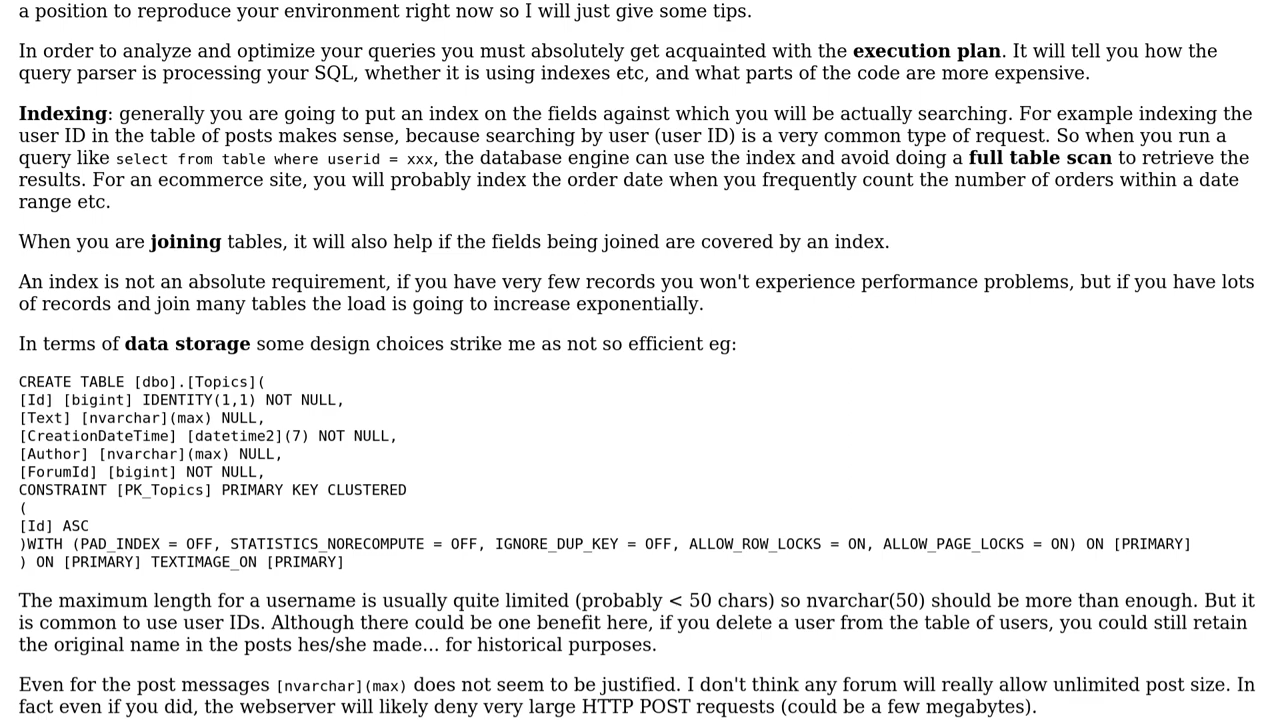 a position to reproduce your environment right now so I will just give some tips.
In order to analyze and optimize your queries you must absolutely get acquainted with the execution plan. It will tell you how the
query parser is processing your SQL, whether it is using indexes etc, and what parts of the code are more expensive.
Indexing: generally you are going to put an index on the fields against which you will be actually searching. For example indexing the
user ID in the table of posts makes sense, because searching by user (user ID) is a very common type of request. So when you run a
query like select from table where userid = xxx, the database engine can use the index and avoid doing a full table scan to retrieve the
results. For an ecommerce site, you will probably index the order date when you frequently count the number of orders within a date
range etc.
When you are joining tables, it will also help if the fields being joined are covered by an index.
An index is not an absolute requirement, if you have very few records you won't experience performance problems, but if you have lots
of records and join many tables the load is going to increase exponentially.
In terms of data storage some design choices strike me as not so efficient eg:
CREATE TABLE [dbo].[Topics](
[Id] [bigint] IDENTITY(1,1) NOT NULL,
[Text] [nvarchar](max) NULL,
[CreationDateTime] [datetime2](7) NOT NULL,
[Author] [nvarchar](max) NULL,
[ForumId] [bigint] NOT NULL,
CONSTRAINT [PK_Topics] PRIMARY KEY CLUSTERED
(
[Id] ASC
)WITH (PAD_INDEX = OFF, STATISTICS_NORECOMPUTE = OFF, IGNORE_DUP_KEY = OFF, ALLOW_ROW_LOCKS = ON, ALLOW_PAGE_LOCKS = ON) ON [PRIMARY]
) ON [PRIMARY] TEXTIMAGE_ON [PRIMARY]
The maximum length for a username is usually quite limited (probably < 50 chars) so nvarchar(50) should be more than enough. But it
is common to use user IDs. Although there could be one benefit here, if you delete a user from the table of users, you could still retain
the original name in the posts hes/she made... for historical purposes.
Even for the post messages [nvarchar](max) does not seem to be justified. I don't think any forum will really allow unlimited post size. In
fact even if you did, the webserver will likely deny very large HTTP POST requests (could be a few megabytes).